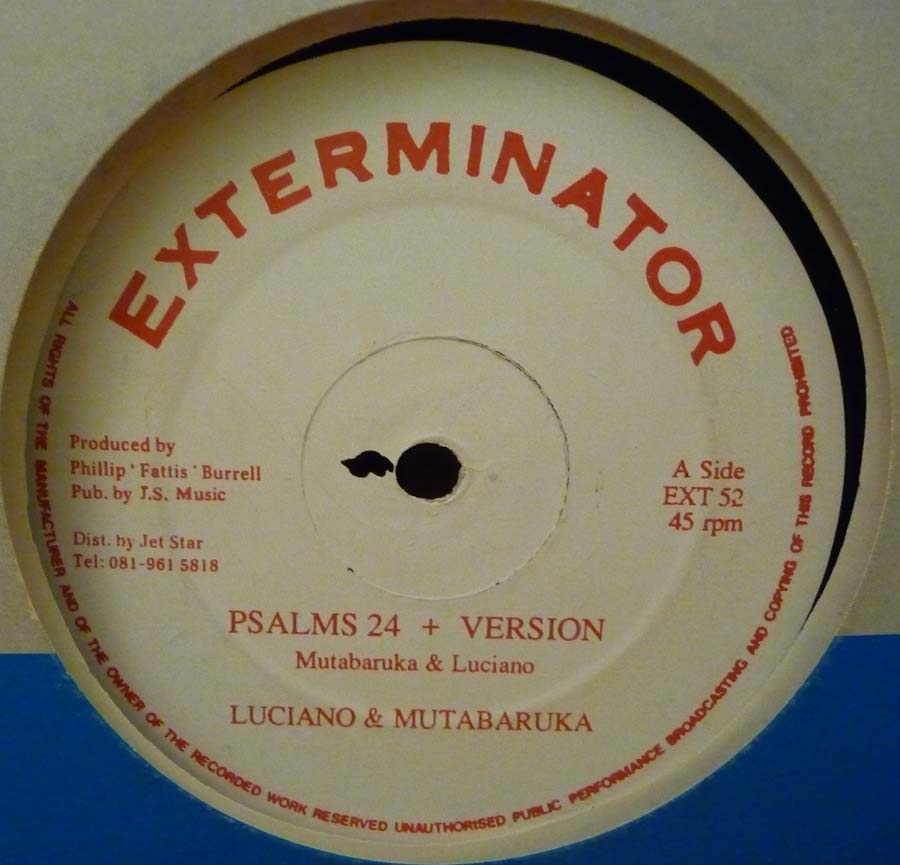 EXTERMINATOR
Produced by
Phillip 'Fattis' Burrell
Pub. by J.S. Music
Dist. by Jet Star
Tel: 081-961 5818
A Side
EXT 52
45 rpm
PSALMS 24 + VERSION
Mutabaruka & Luciano
LUCIANO & MUTABARUKA
ALL RIGHTS OF THE MANUFACTURER AND OF THE OWNER OF THE RECORDED WORK RESERVED UNAUTHORISED PUBLIC PERFORMANCE BROADCASTING AND COPYING OF THIS RECORD PROHIBITED